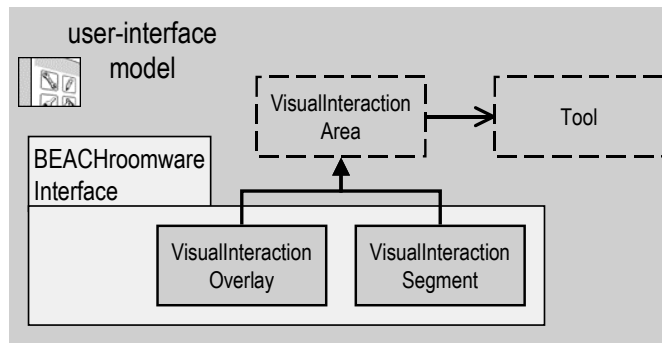 user-interface
model
VisualInteraction
Area
Tool
BEACHroomware
Interface
VisualInteraction
Overlay
VisualInteraction
Segment